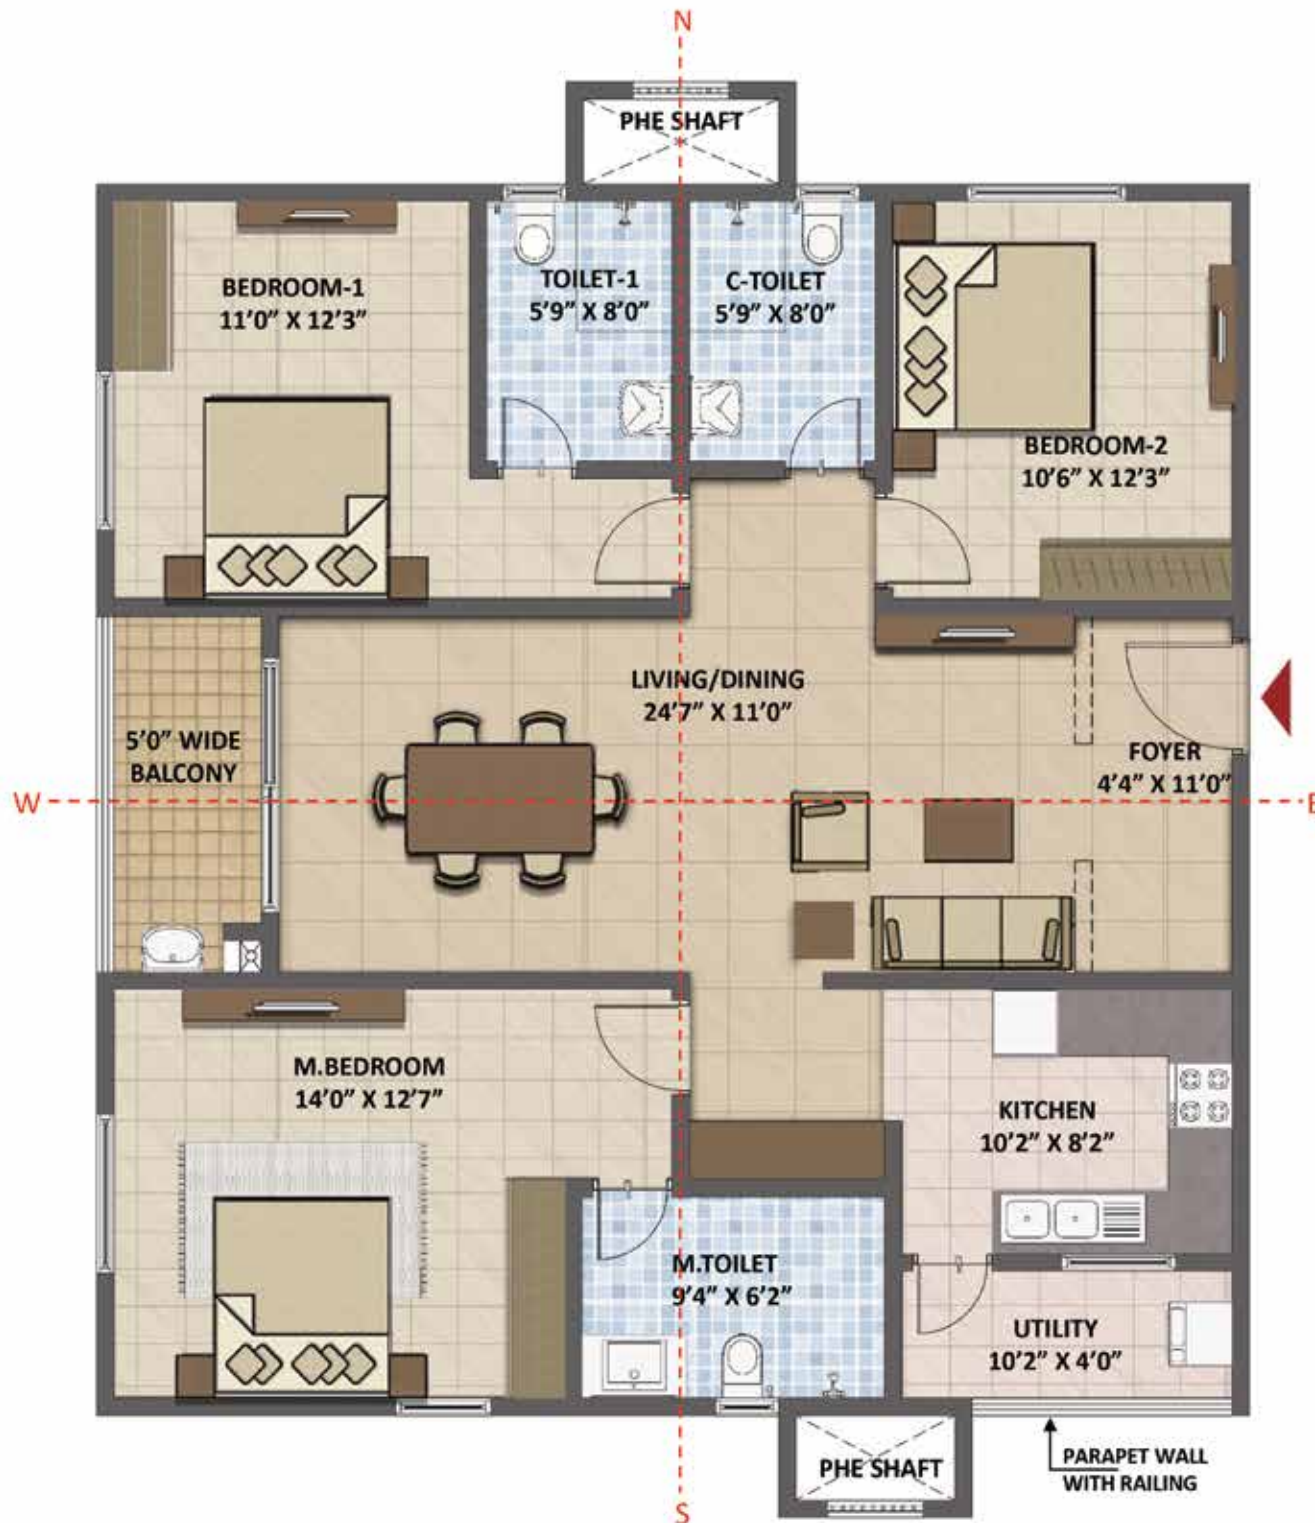 N
PHE SHAFT
BEDROOM-1
11’0” X 12’3”
TOILET-1
5’9” X 8’0”
C-TOILET
5’9” X 8’0”
BEDROOM-2
10’6” X 12’3”
LIVING/DINING
24’7” X 11’0”
5’0” WIDE
BALCONY
FOYER
4’4” X 11’0”
W
E
M.BEDROOM
14’0” X 12’7”
KITCHEN
10’2” X 8’2”
M.TOILET
9’4” X 6’2”
UTILITY
10’2” X 4’0”
PHE SHAFT
PARAPET WALL
WITH RAILING
S